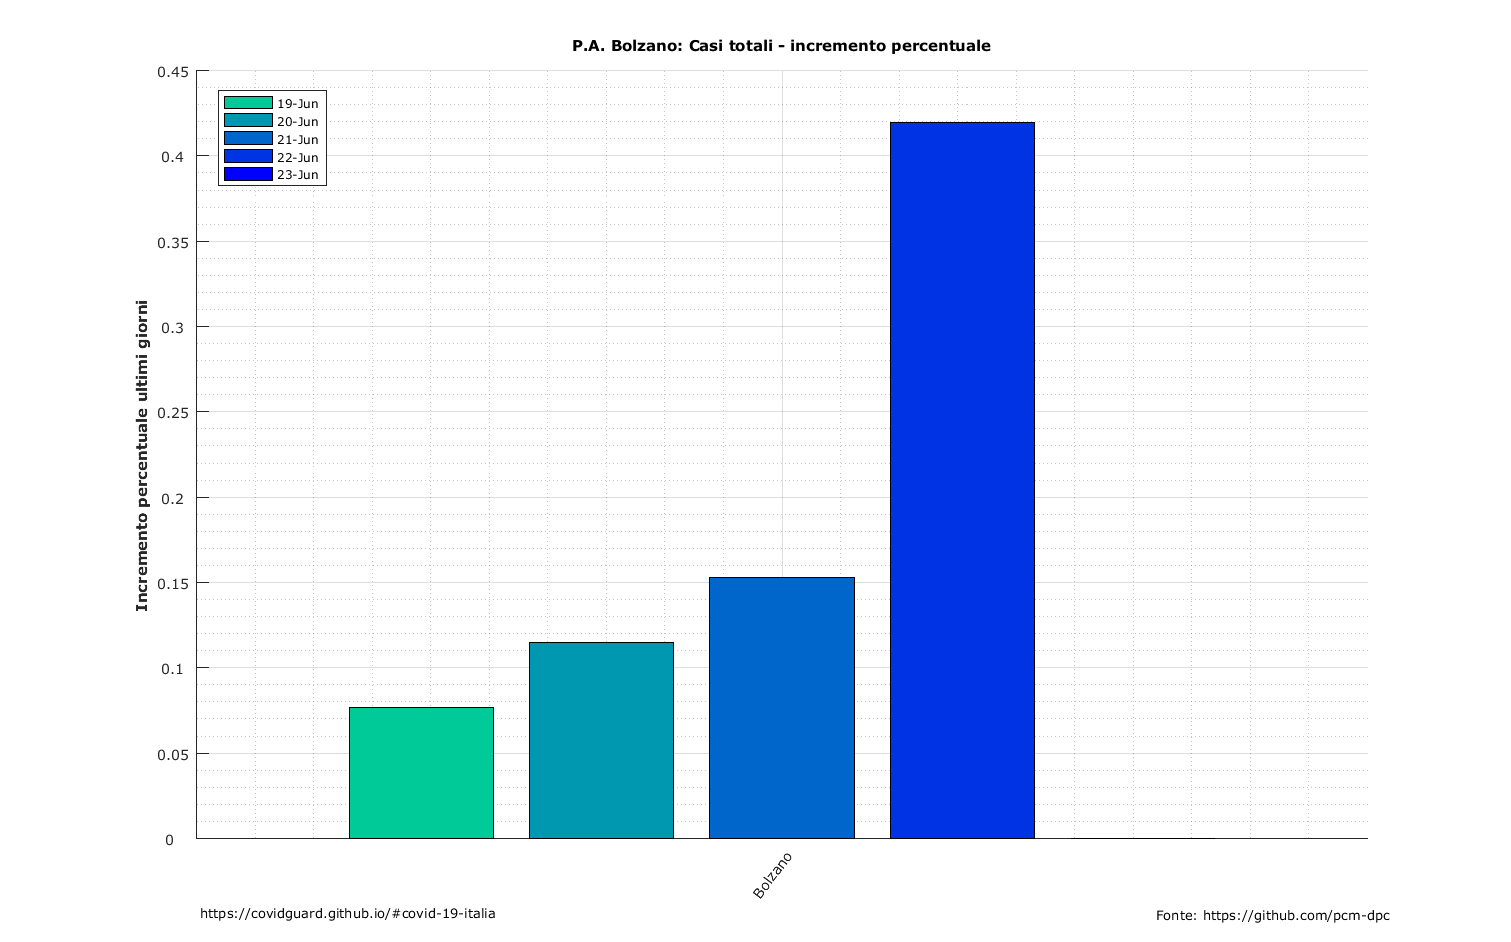 P.A. Bolzano: Casi totali - incremento percentuale
0.45
0.4
0.35
0.3
0.25
0.2
0.15
0.1
0.05
0
Incremento percentuale ultimi giorni
19-Jun
20-Jun
21-Jun
22-Jun
23-Jun
Bolzano
https://covidguard.github.io/#covid-19-italia
Fonte: https://github.com/pcm-dpc